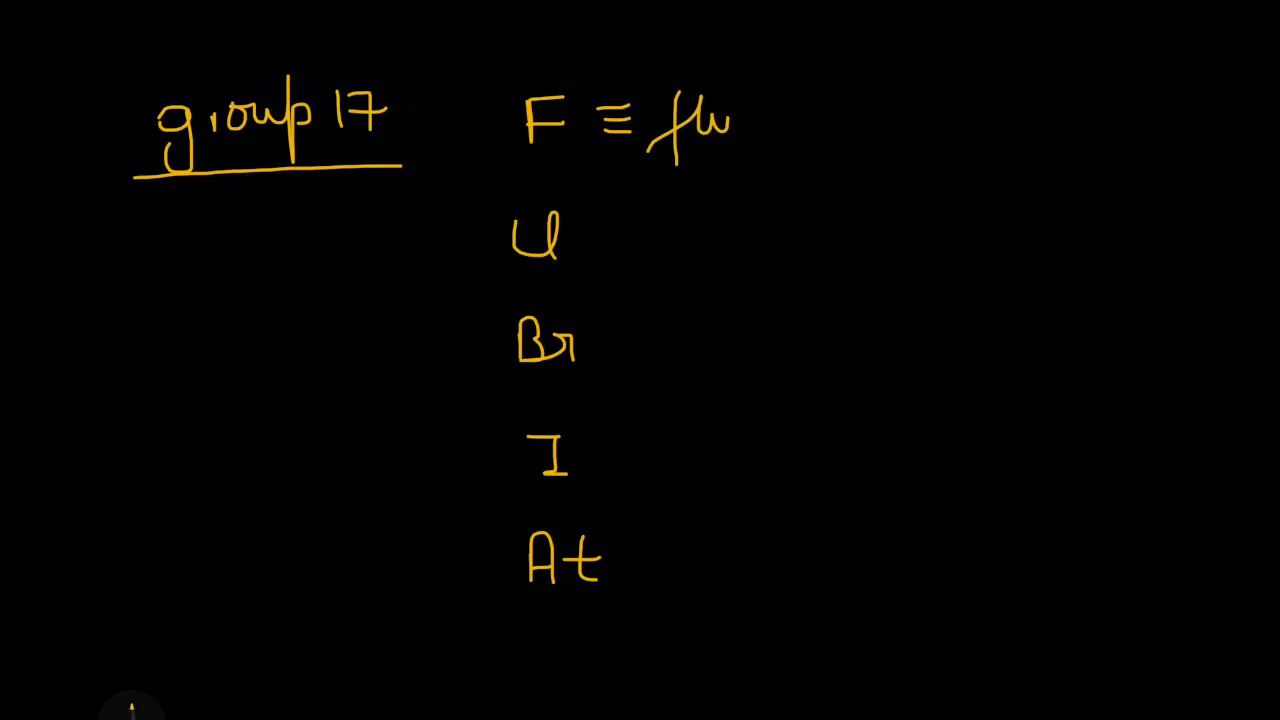 group 17 F ≡ flu
Cl
Br
I
At